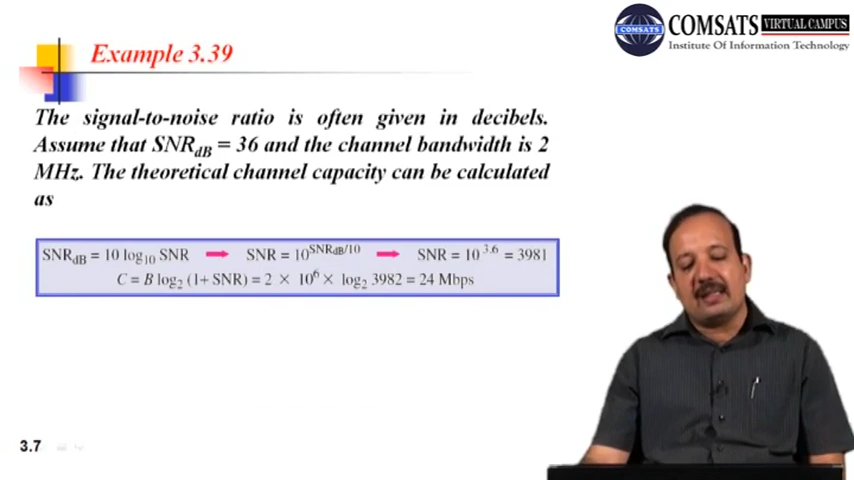 COMSATS VIRTUAL CAMPUS
COMSATS
Institute Of Information Technology
Example 3.39
The signal-to-noise ratio is often given in decibels.
Assume that SNRdB = 36 and the channel bandwidth is 2
MHz. The theoretical channel capacity can be calculated
as
SNRdB = 10 log10 SNR ➡ SNR = 10^SNRdB/10 ➡ SNR = 10^3.6 = 3981
C = B log2 (1+ SNR) = 2 × 10^6 × log2 3982 = 24 Mbps
3.7